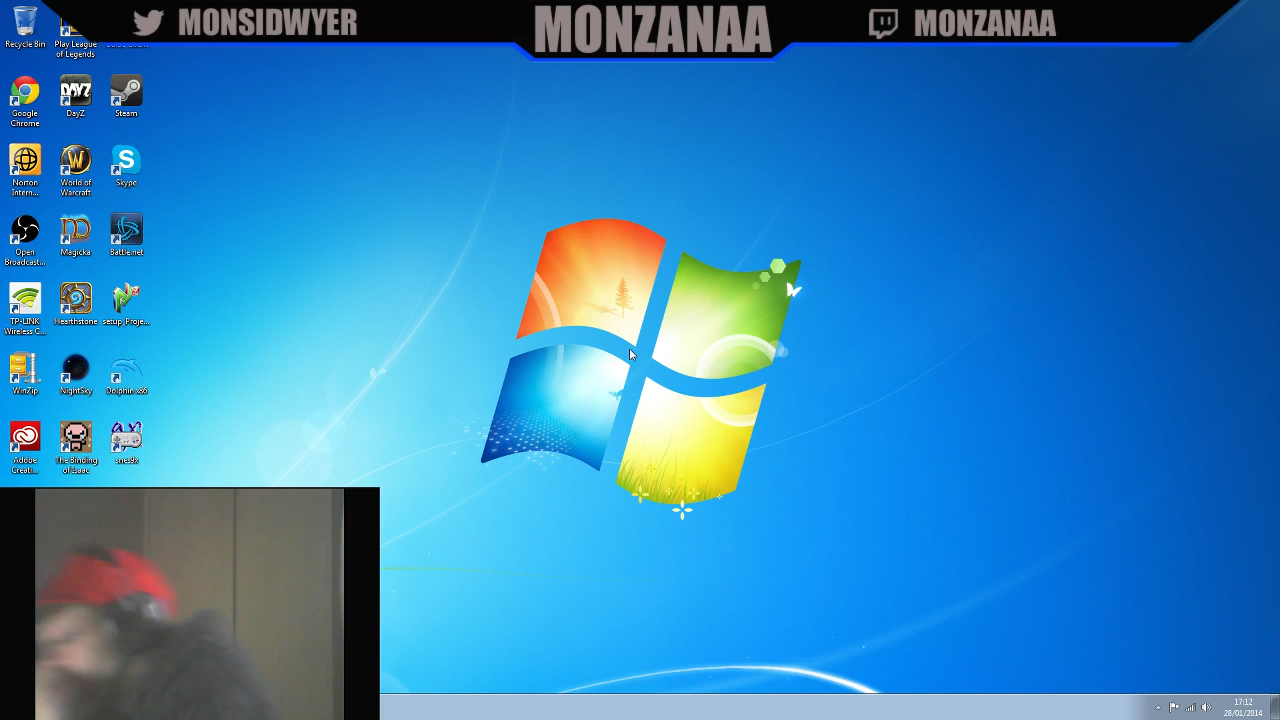 MONSIDWYER
MONZANAA
MONZANAA
Recycle Bin
Play League
of Legends
Google
Chrome
DAYZ
DayZ
Steam
Norton
Intern...
World of
Warcraft
S
Skype
Open
Broadcast...
Magicka
Battle.net
TP-LINK
Wireless C...
Hearthstone
setup_Proje...
WinZip
NightSky
Dolphin x86
Adobe
Creati...
The Binding
of Isaac
snes9x
17:12
28/01/2014